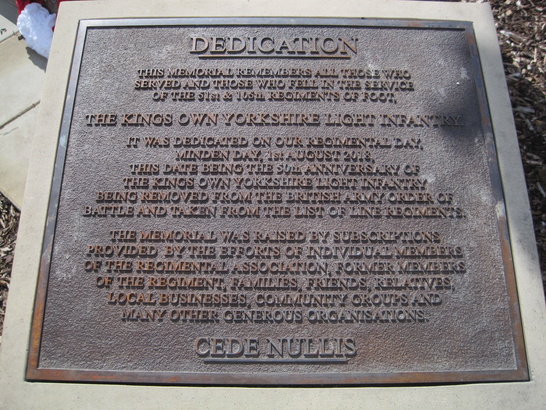 DEDICATION
THIS MEMORIAL REMEMBERS ALL THOSE WHO
SERVED AND THOSE WHO FELL IN THE SERVICE
OF THE 51st & 105th REGIMENTS OF FOOT,
THE KINGS OWN YORKSHIRE LIGHT INFANTRY.
IT WAS DEDICATED ON OUR REGIMENTAL DAY,
MINDEN DAY, 1st AUGUST 2018,
THIS DATE BEING THE 50th ANNIVERSARY OF
THE KINGS OWN YORKSHIRE LIGHT INFANTRY
BEING REMOVED FROM THE BRITISH ARMY ORDER OF
BATTLE AND TAKEN FROM THE LIST OF LINE REGIMENTS.
THE MEMORIAL WAS RAISED BY SUBSCRIPTIONS
PROVIDED BY THE EFFORTS OF INDIVIDUAL MEMBERS
OF THE REGIMENTAL ASSOCIATION, FORMER MEMBERS
OF THE REGIMENT, FAMILIES, FRIENDS, RELATIVES,
LOCAL BUSINESSES, COMMUNITY GROUPS AND
MANY OTHER GENEROUS ORGANISATIONS.
CEDE NULLIS